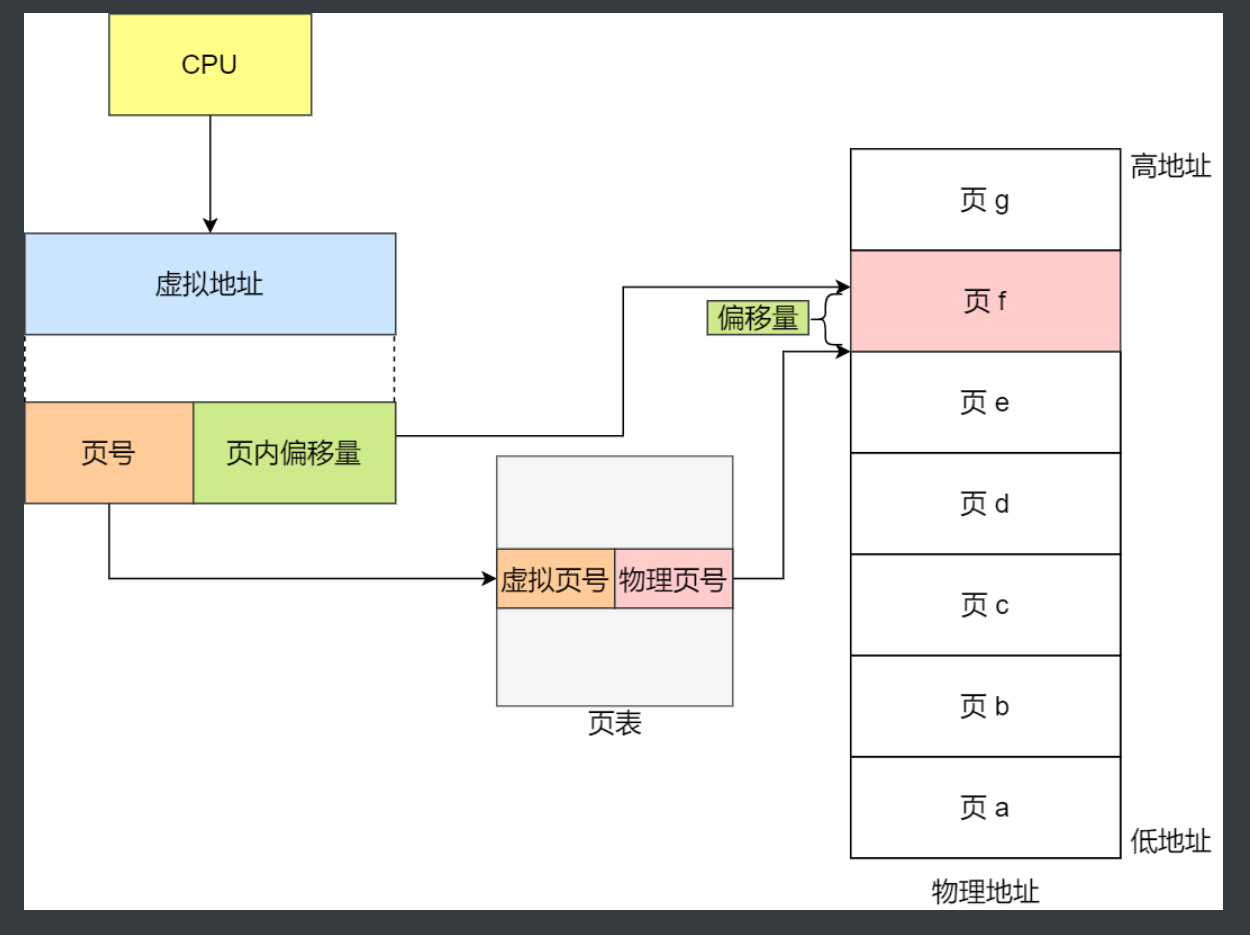 CPU
虚拟地址
页号
页内偏移量
虚拟页号
物理页号
页表
偏移量
高地址
页 g
页 f
页 e
页 d
页 c
页 b
页 a
低地址
物理地址